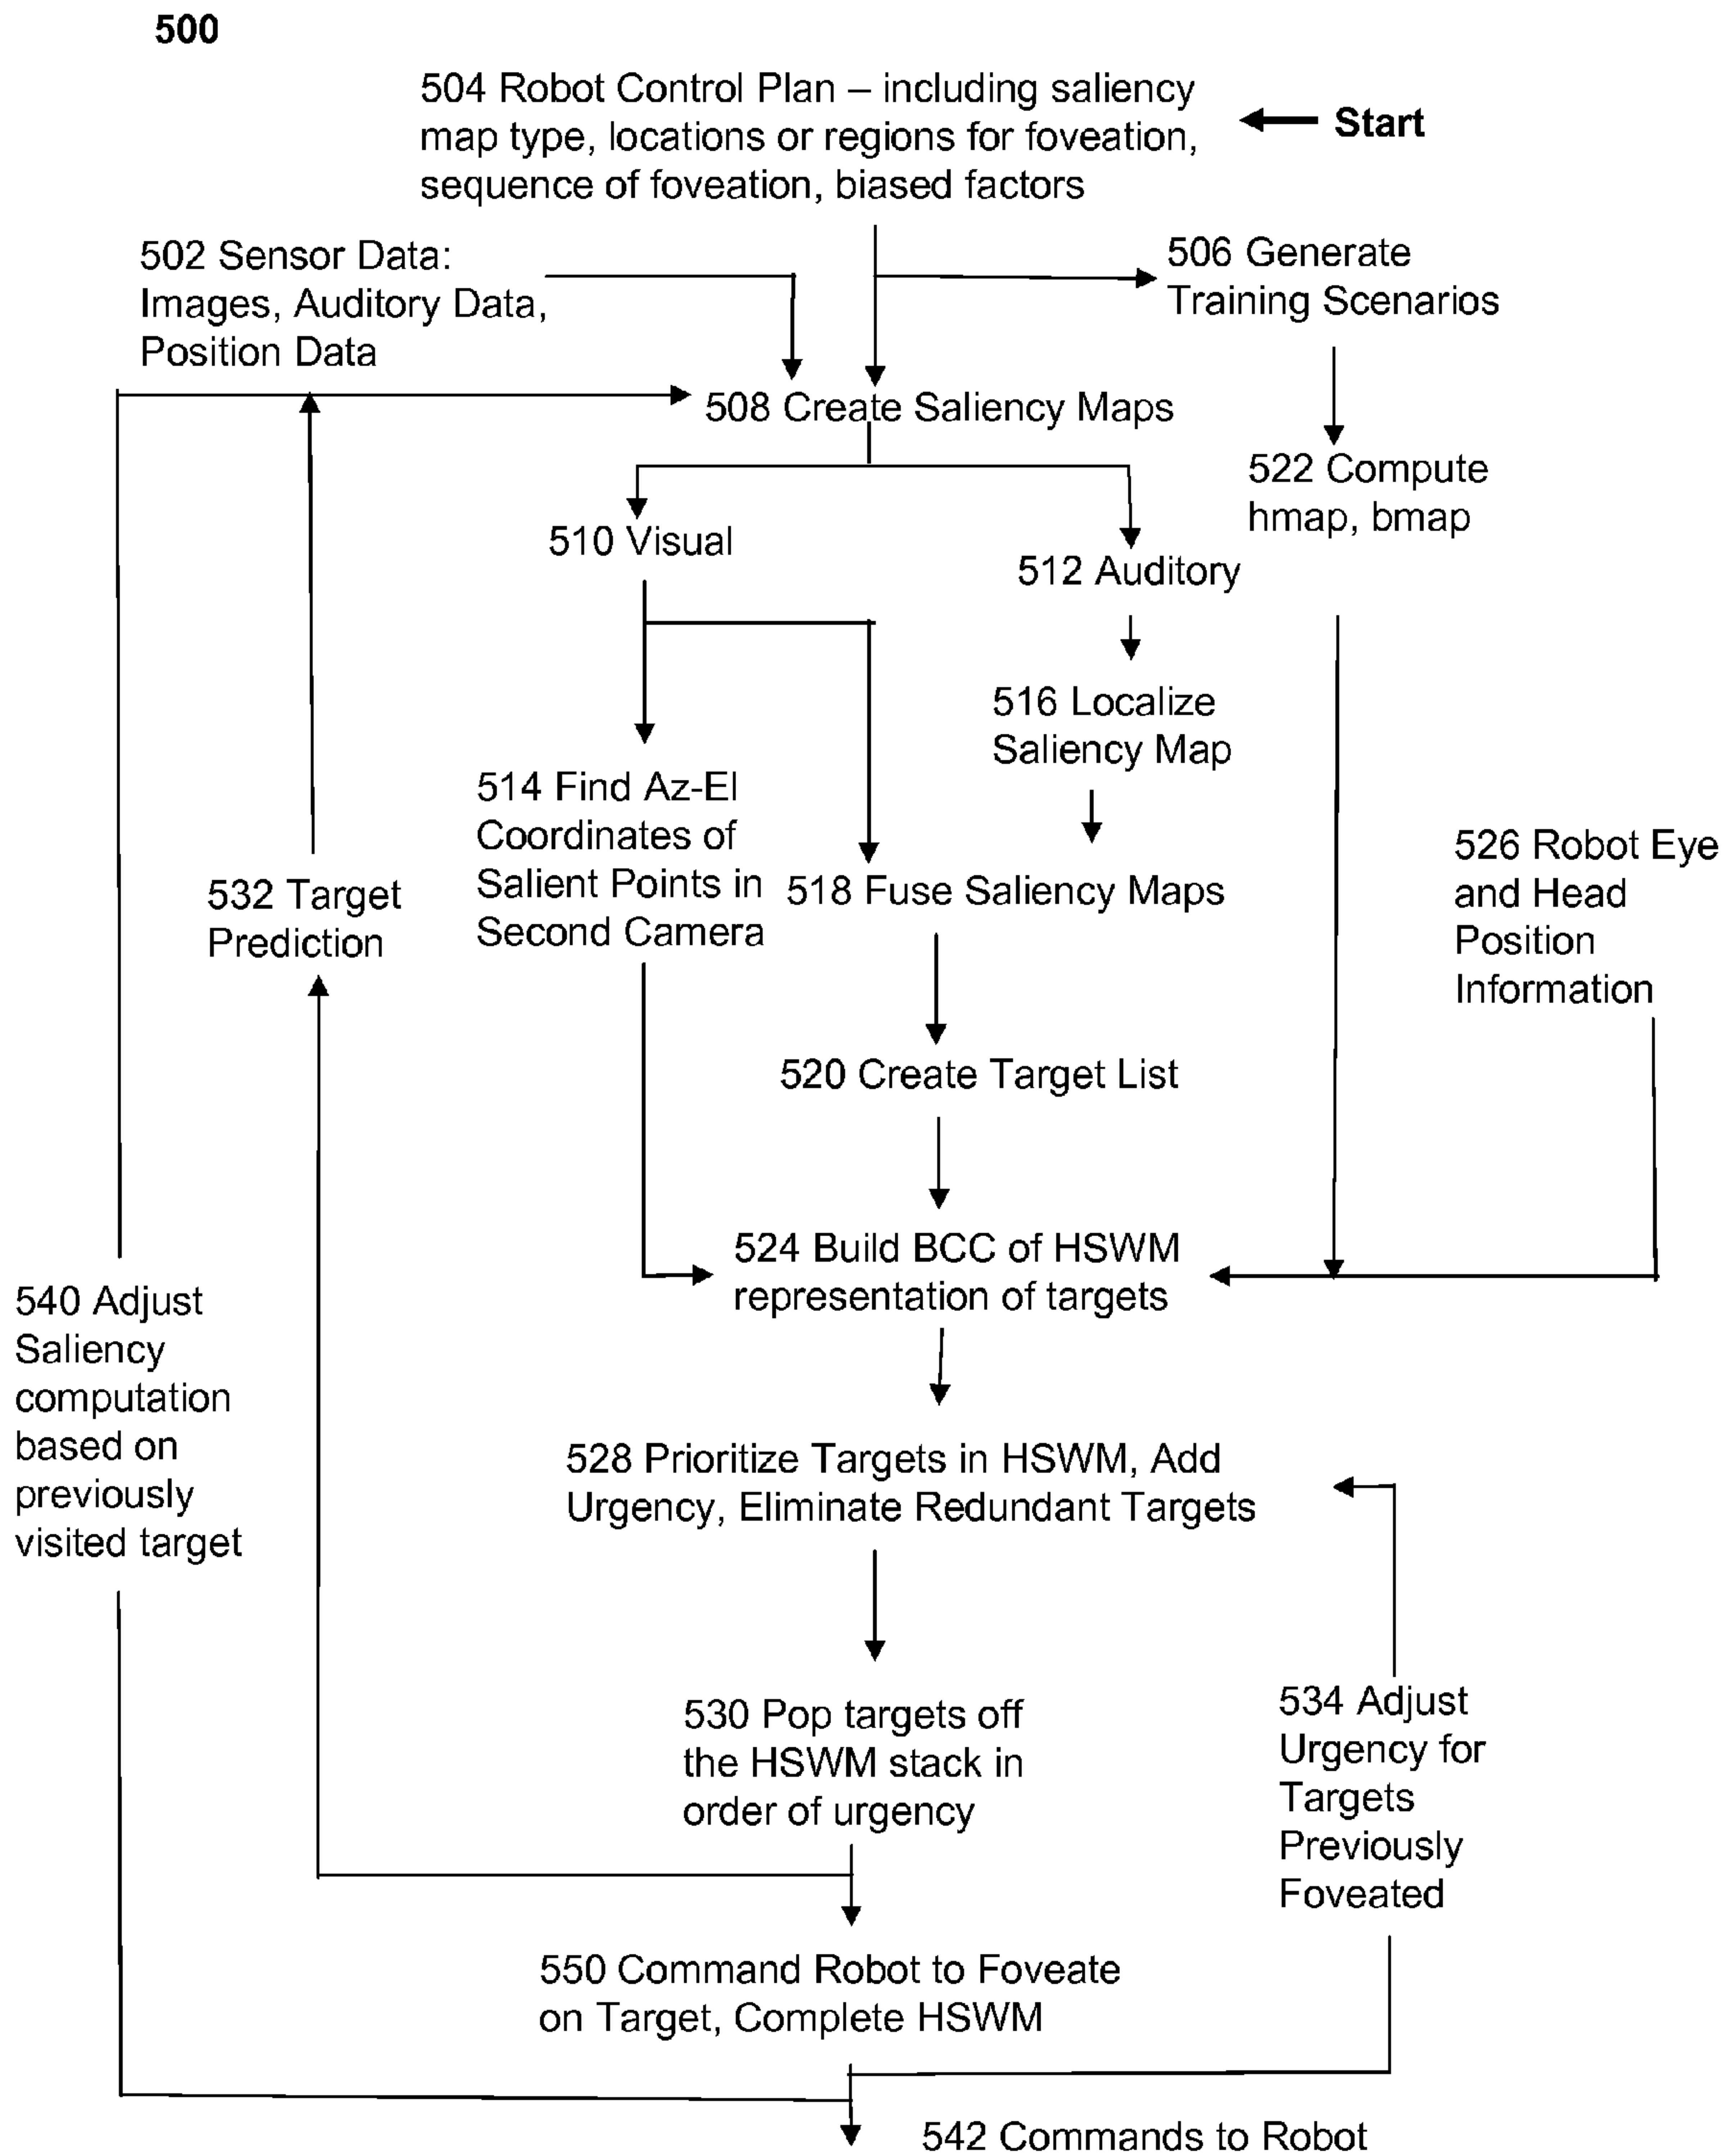 500
504 Robot Control Plan – including saliency
map type, locations or regions for foveation,
sequence of foveation, biased factors
Start
502 Sensor Data:
Images, Auditory Data,
Position Data
506 Generate
Training Scenarios
508 Create Saliency Maps
522 Compute
hmap, bmap
510 Visual
512 Auditory
516 Localize
Saliency Map
514 Find Az-El
Coordinates of
Salient Points in
Second Camera
518 Fuse Saliency Maps
526 Robot Eye
and Head
Position
Information
532 Target
Prediction
520 Create Target List
524 Build BCC of HSWM
representation of targets
540 Adjust
Saliency
computation
based on
previously
visited target
528 Prioritize Targets in HSWM, Add
Urgency, Eliminate Redundant Targets
530 Pop targets off
the HSWM stack in
order of urgency
534 Adjust
Urgency for
Targets
Previously
Foveated
550 Command Robot to Foveate
on Target, Complete HSWM
542 Commands to Robot